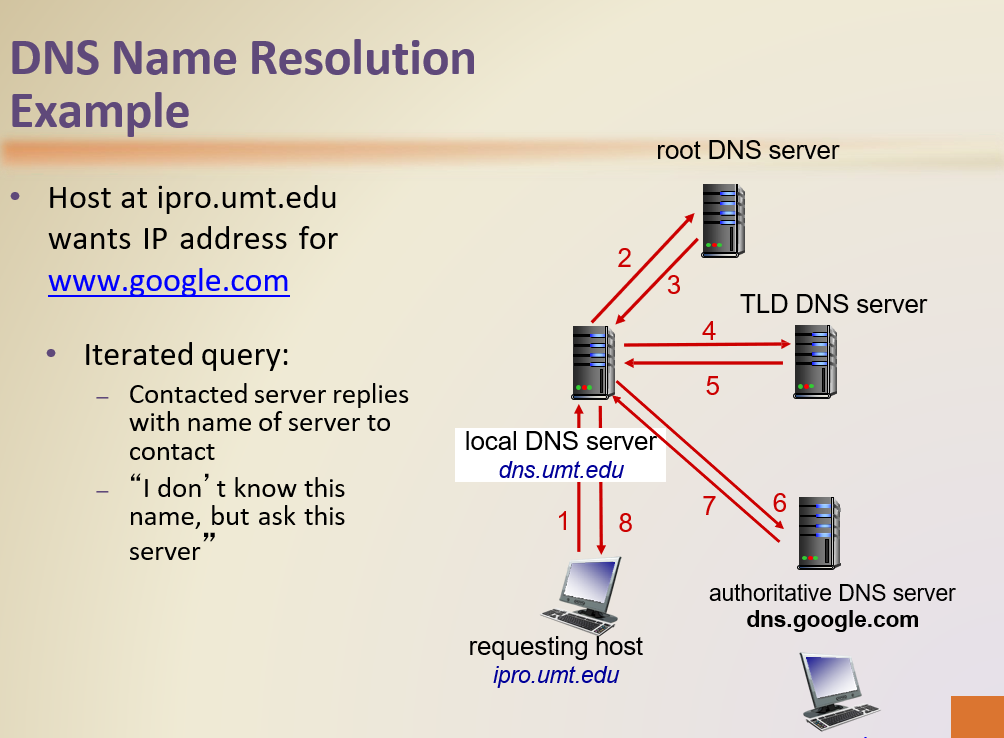 DNS Name Resolution
Example
• Host at ipro.umt.edu
wants IP address for
www.google.com
• Iterated query:
– Contacted server replies
with name of server to
contact
– “I don’t know this
name, but ask this
server”
root DNS server
2
3
TLD DNS server
4
5
local DNS server
dns.umt.edu
1
8
7
6
authoritative DNS server
dns.google.com
requesting host
ipro.umt.edu